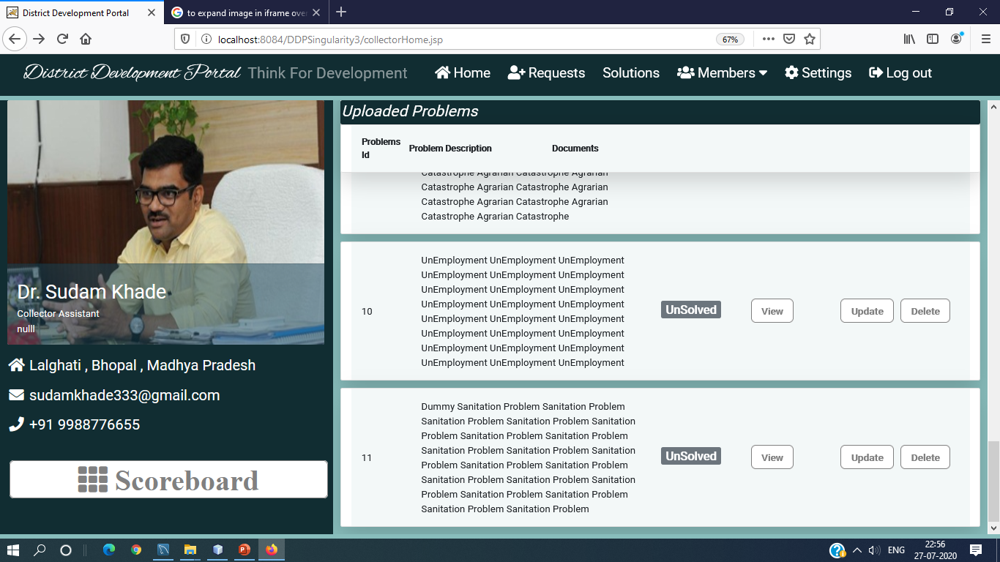 District Development Portal
to expand image in iframe over
localhost:8084/DDPSingularity3/collectorHome.jsp
67%
District Development Portal Think For Development Home Requests Solutions Members Settings Log out
Dr. Sudam Khade
Collector Assistant
nulll
Lalghati , Bhopal , Madhya Pradesh
sudamkhade333@gmail.com
+91 9988776655
Scoreboard
Uploaded Problems
Problems Id
Problem Description
Documents
Catastrophe Agrarian Catastrophe Agrarian
Catastrophe Agrarian Catastrophe Agrarian
Catastrophe Agrarian Catastrophe Agrarian
Catastrophe Agrarian Catastrophe
10
UnEmployment UnEmployment UnEmployment
UnEmployment UnEmployment UnEmployment
UnEmployment UnEmployment UnEmployment
UnEmployment UnEmployment UnEmployment
UnEmployment UnEmployment UnEmployment
UnEmployment UnEmployment UnEmployment
UnEmployment UnEmployment UnEmployment
UnEmployment UnEmployment UnEmployment
UnSolved
View
Update
Delete
11
Dummy Sanitation Problem Sanitation Problem
Sanitation Problem Sanitation Problem Sanitation
Problem Sanitation Problem Sanitation Problem
Sanitation Problem Sanitation Problem Sanitation
Problem Sanitation Problem Sanitation Problem
Sanitation Problem Sanitation Problem Sanitation
Problem Sanitation Problem Sanitation Problem
Sanitation Problem Sanitation Problem
UnSolved
View
Update
Delete
ENG
22:56
27-07-2020